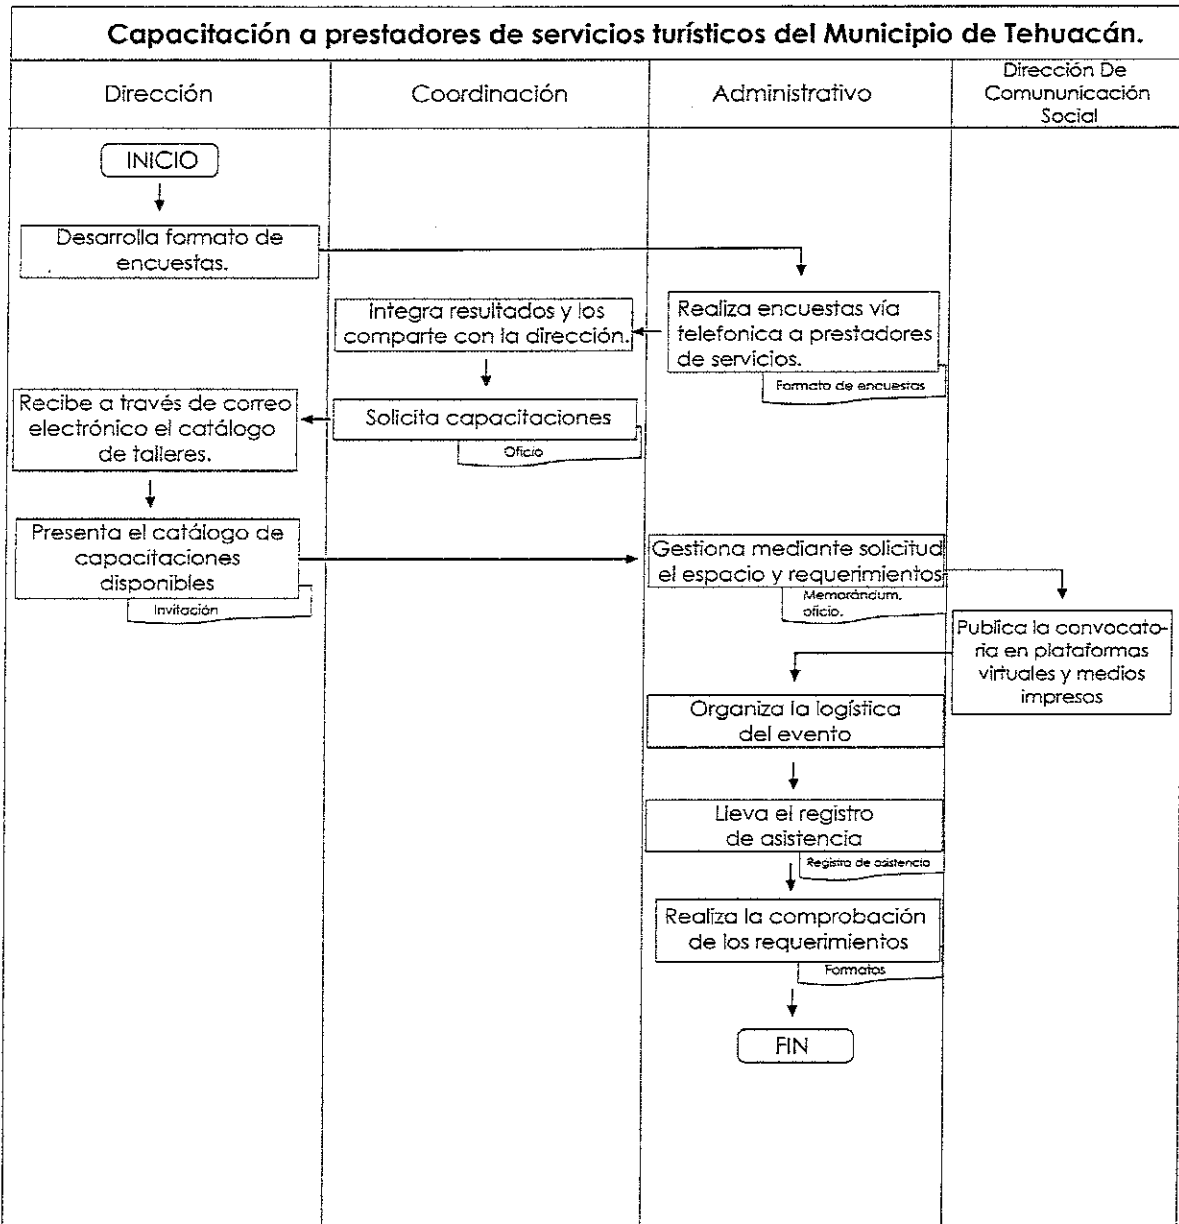 Capacitación a prestadores de servicios turísticos del Municipio de Tehuacán.
Dirección
Coordinación
Administrativo
Dirección De
Comununicación
Social
INICIO
Desarrolla formato de
encuestas.
Realiza encuestas vía
telefonica a prestadores
de servicios.
Formato de encuestas
Integra resultados y los
comparte con la dirección.
Solicita capacitaciones
Oficio
Recibe a través de correo
electrónico el catálogo
de talleres.
Presenta el catálogo de
capacitaciones
disponibles
Invitación
Gestiona mediante solicitud
el espacio y requerimientos
Memorándum,
oficio.
Publica la convocato-
ria en plataformas
virtuales y medios
impresos
Organiza la logística
del evento
Lleva el registro
de asistencia
Registro de asistencia
Realiza la comprobación
de los requerimientos
Formatos
FIN